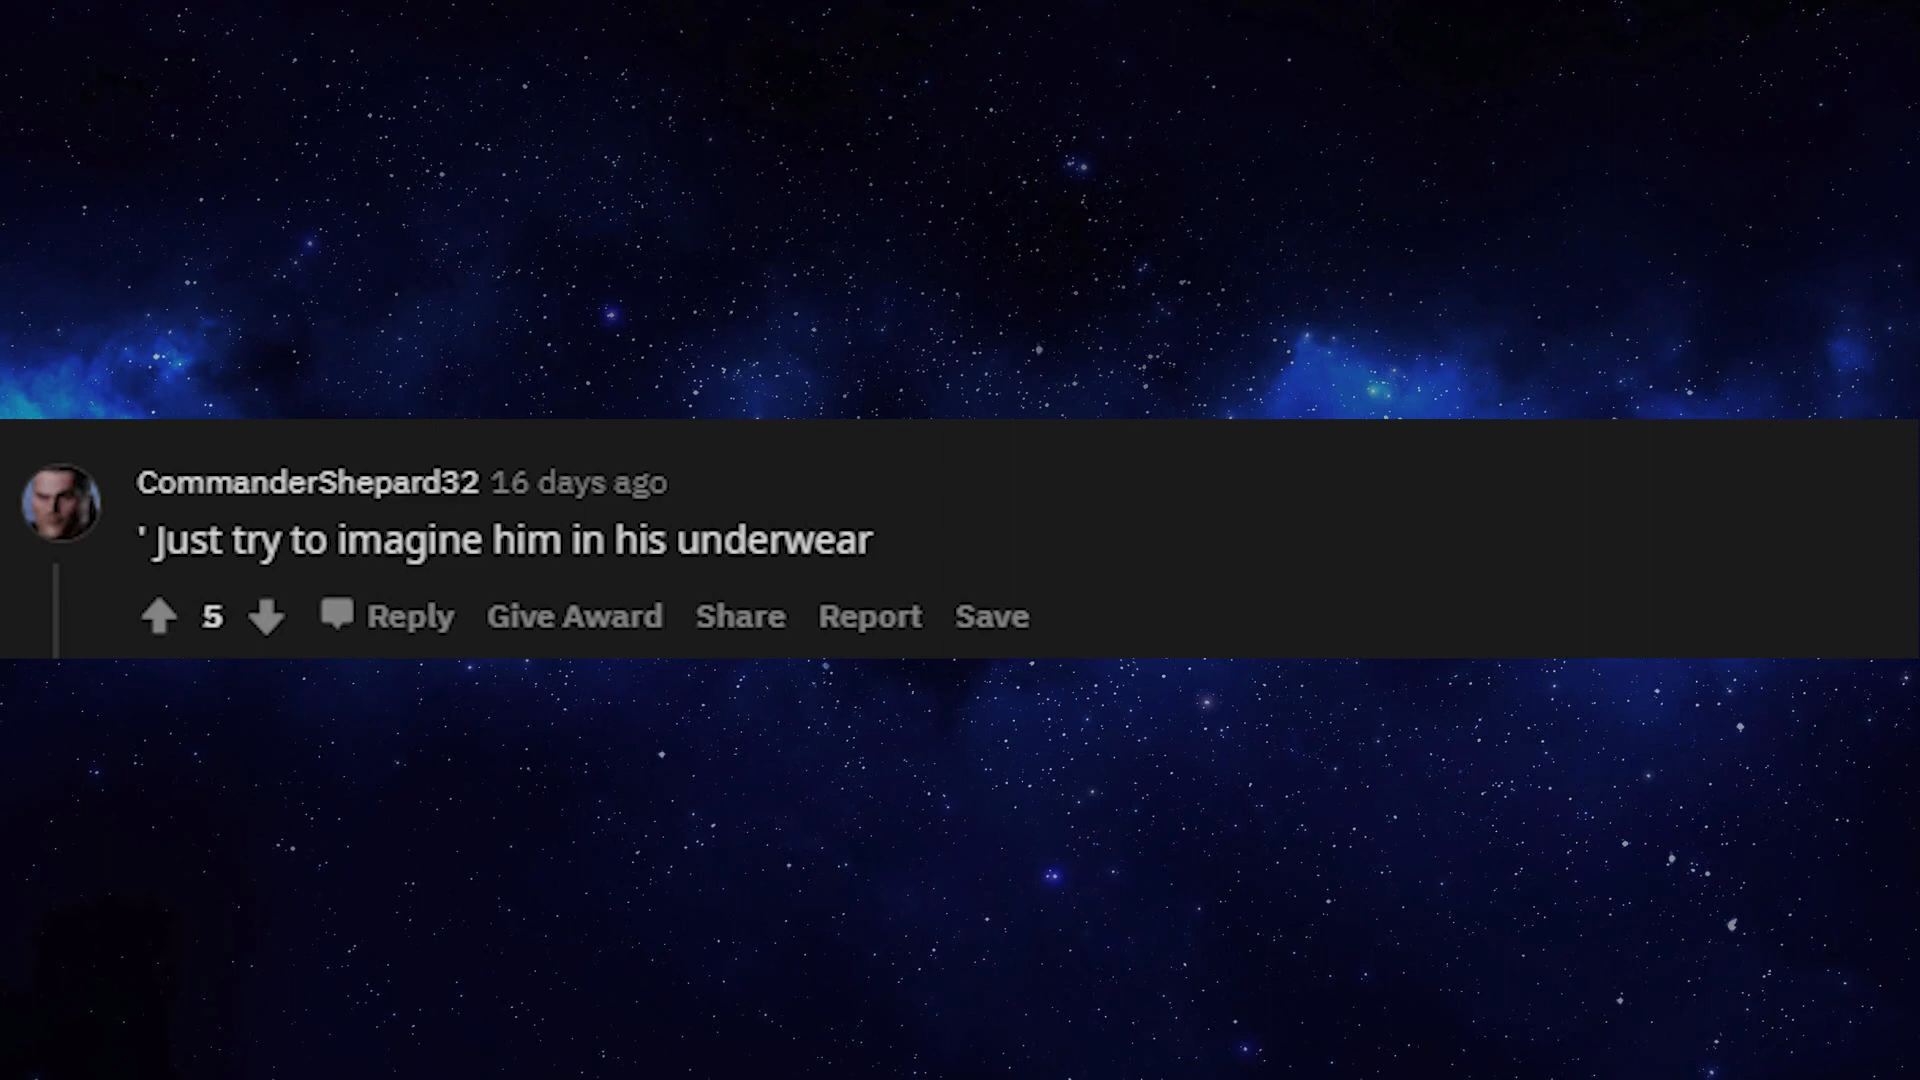 CommanderShepard32 16 days ago
' Just try to imagine him in his underwear
5 Reply Give Award Share Report Save